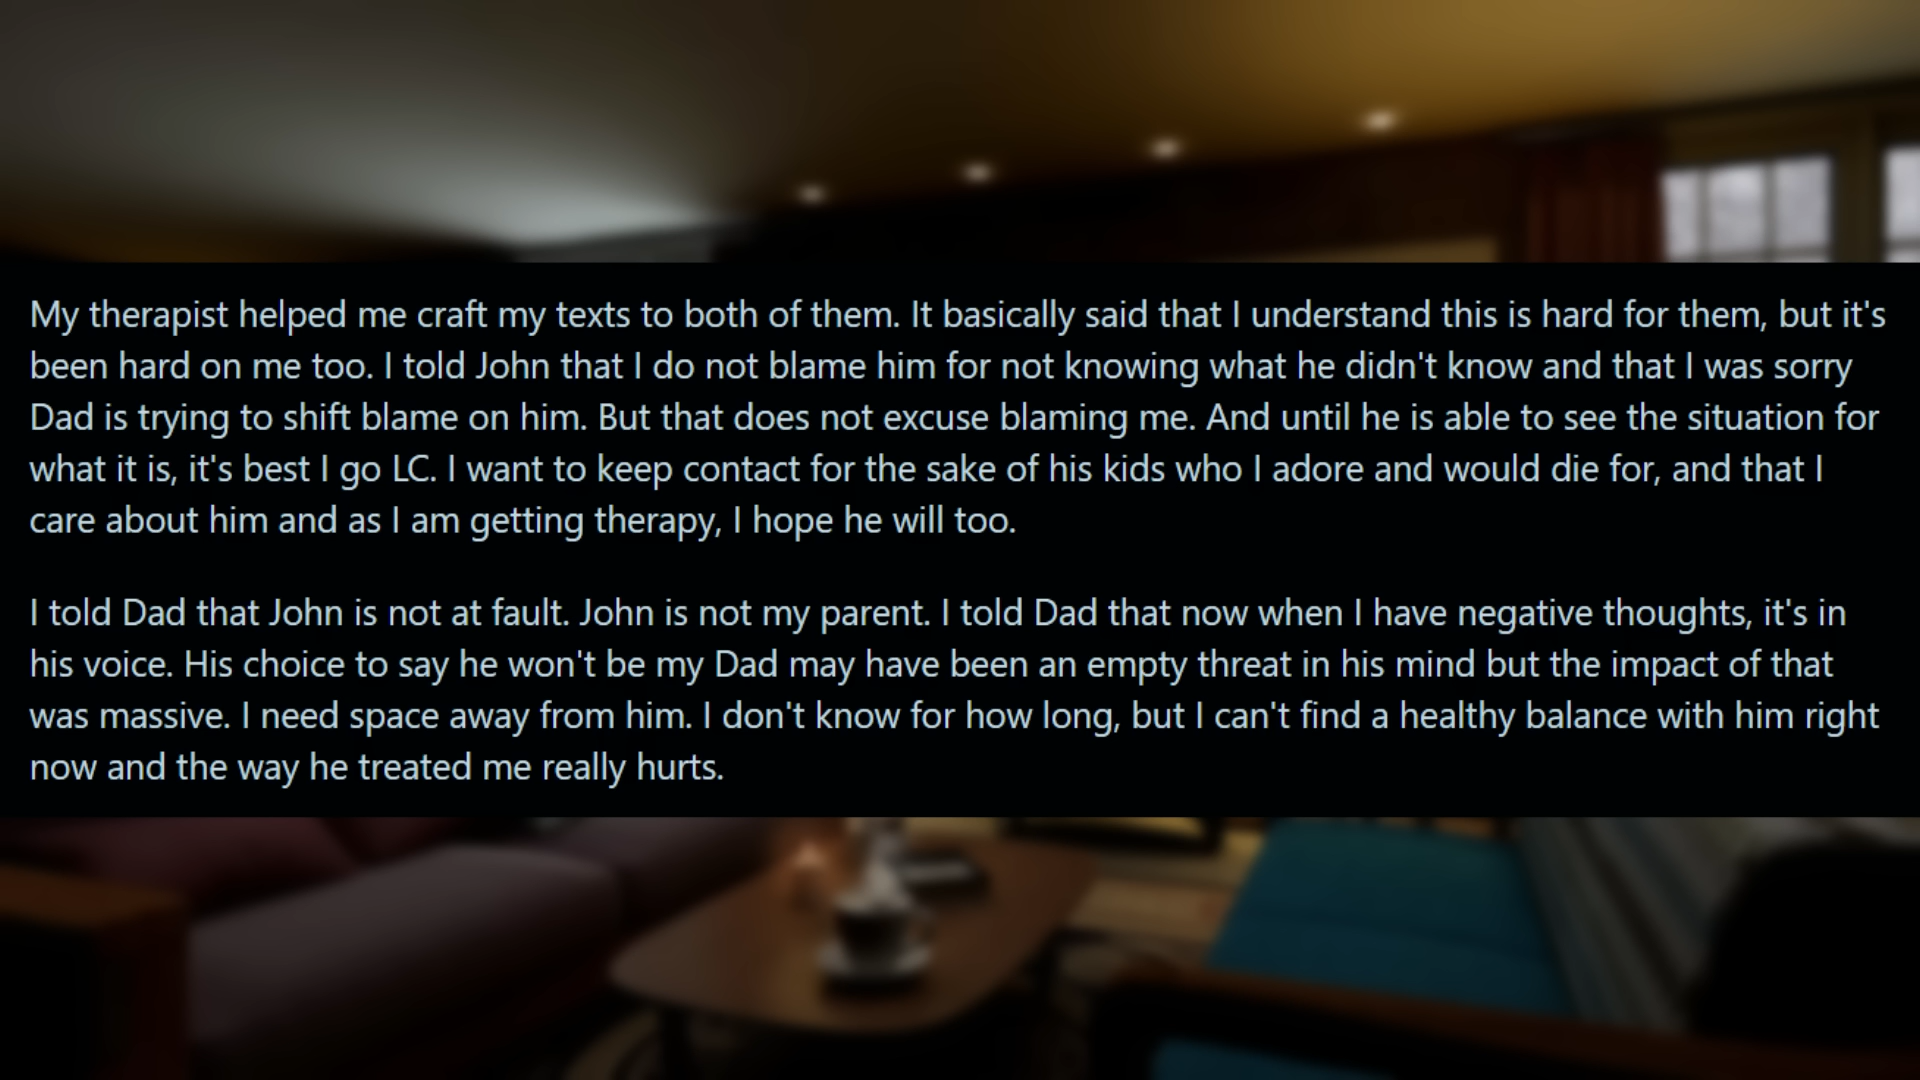 My therapist helped me craft my texts to both of them. It basically said that I understand this is hard for them, but it's
been hard on me too. I told John that I do not blame him for not knowing what he didn't know and that I was sorry
Dad is trying to shift blame on him. But that does not excuse blaming me. And until he is able to see the situation for
what it is, it's best I go LC. I want to keep contact for the sake of his kids who I adore and would die for, and that I
care about him and as I am getting therapy, I hope he will too.
I told Dad that John is not at fault. John is not my parent. I told Dad that now when I have negative thoughts, it's in
his voice. His choice to say he won't be my Dad may have been an empty threat in his mind but the impact of that
was massive. I need space away from him. I don't know for how long, but I can't find a healthy balance with him right
now and the way he treated me really hurts.